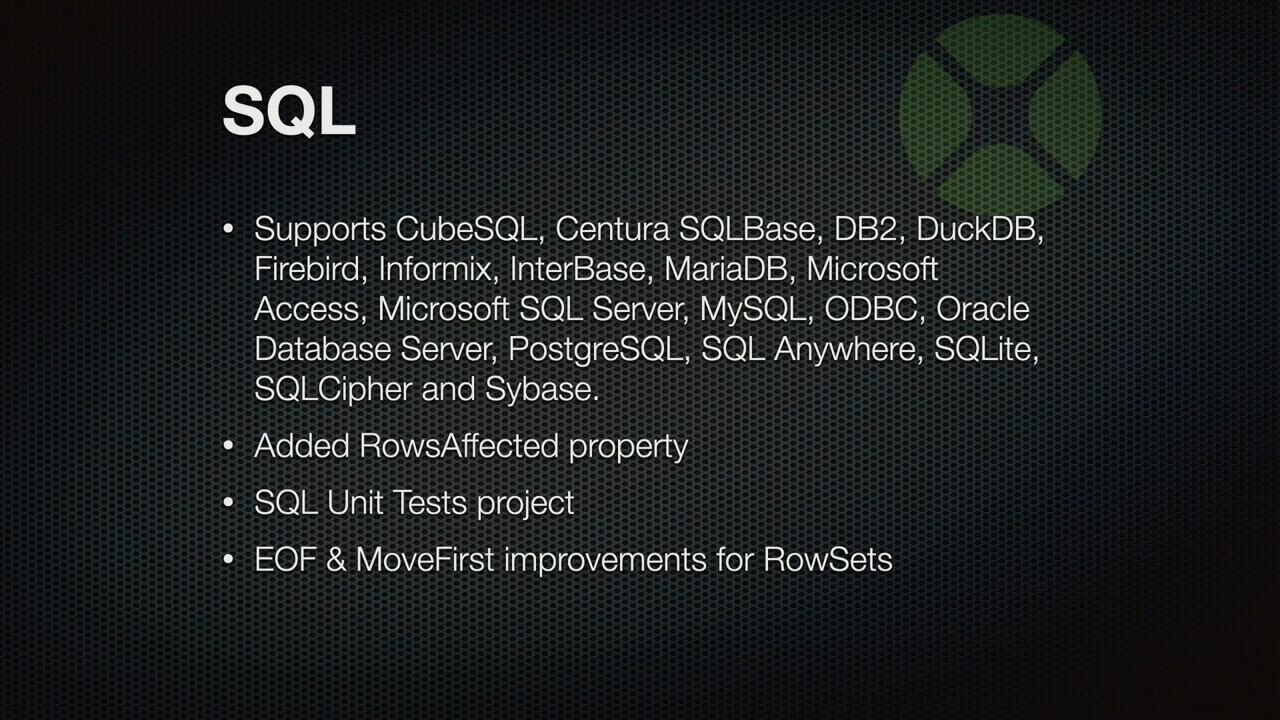 SQL
• Supports CubeSQL, Centura SQLBase, DB2, DuckDB,
Firebird, Informix, InterBase, MariaDB, Microsoft
Access, Microsoft SQL Server, MySQL, ODBC, Oracle
Database Server, PostgreSQL, SQL Anywhere, SQLite,
SQLCipher and Sybase.
• Added RowsAffected property
• SQL Unit Tests project
• EOF & MoveFirst improvements for RowSets